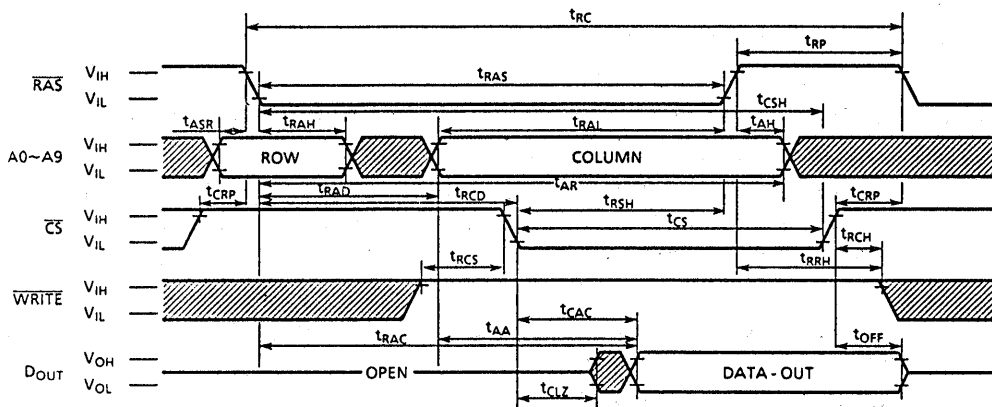 tRC
tRP
RAS VIH
VIL
tRAS
tCSH
tASR tRAH tRAL tAH
A0~A9 VIH
VIL
ROW COLUMN
tAR
tCRP tRAD tRCD tRSH tCRP
CS VIH
VIL
tCS
tRCH
tRCS tRRH
WRITE VIH
VIL
tCAC
tAA
tRAC tOFF
DOUT VOH
VOL
OPEN DATA - OUT
tCLZ